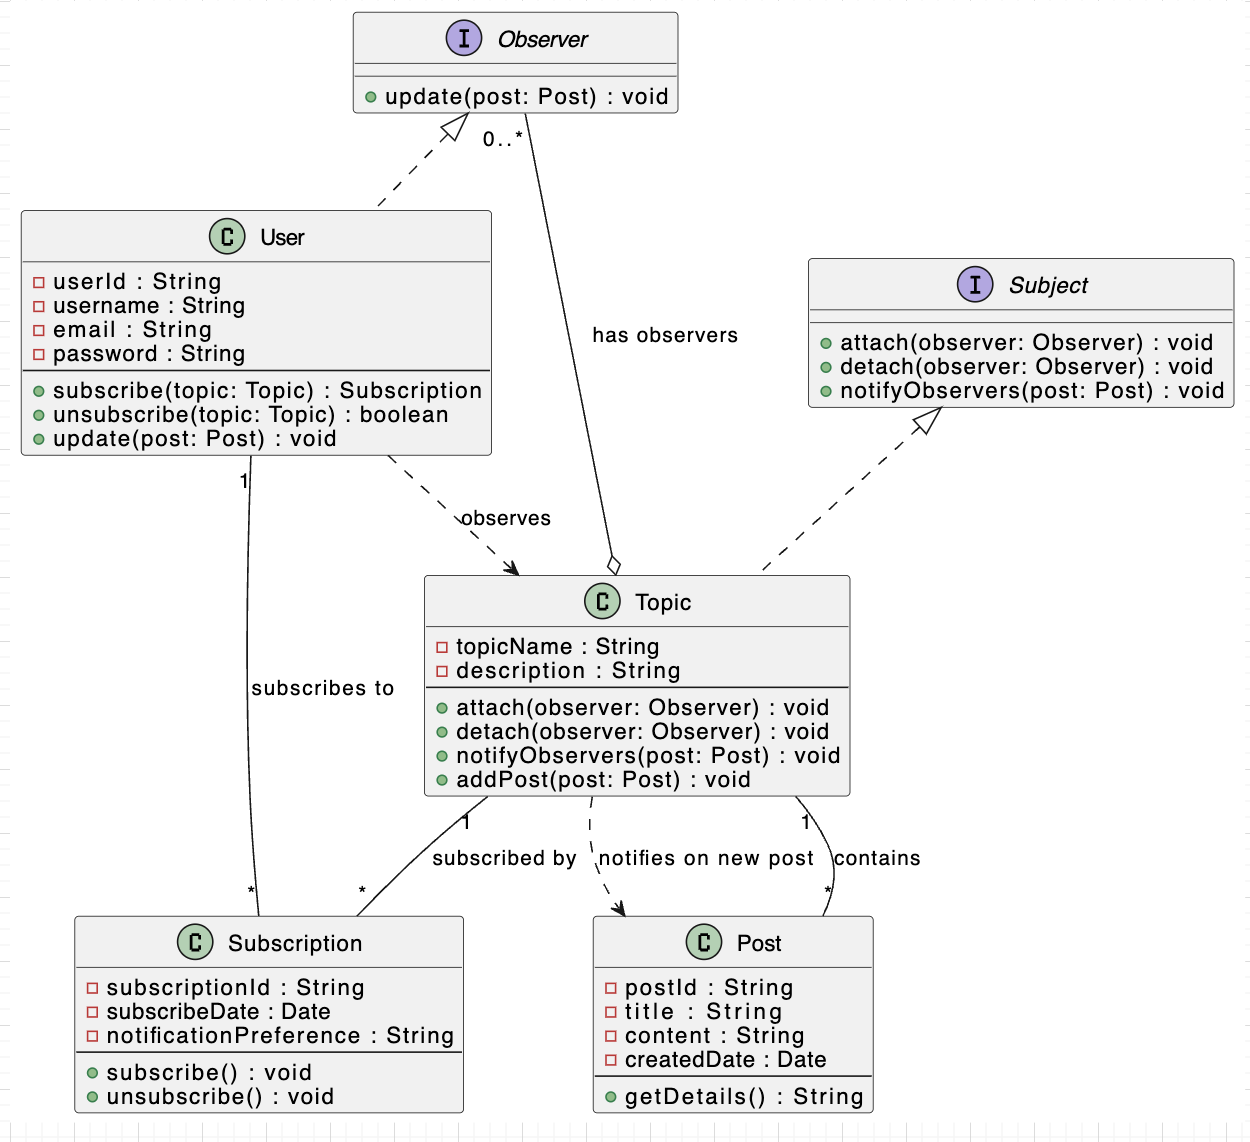 I Observer
update(post: Post) : void
0..*
C User
userId : String
username : String
email : String
password : String
subscribe(topic: Topic) : Subscription
unsubscribe(topic: Topic) : boolean
update(post: Post) : void
has observers
I Subject
attach(observer: Observer) : void
detach(observer: Observer) : void
notifyObservers(post: Post) : void
1
observes
C Topic
topicName : String
description : String
attach(observer: Observer) : void
detach(observer: Observer) : void
notifyObservers(post: Post) : void
addPost(post: Post) : void
subscribes to
1
1
subscribed by
notifies on new post
contains
*
*
*
C Subscription
subscriptionId : String
subscribeDate : Date
notificationPreference : String
subscribe() : void
unsubscribe() : void
C Post
postId : String
title : String
content : String
createdDate : Date
getDetails() : String